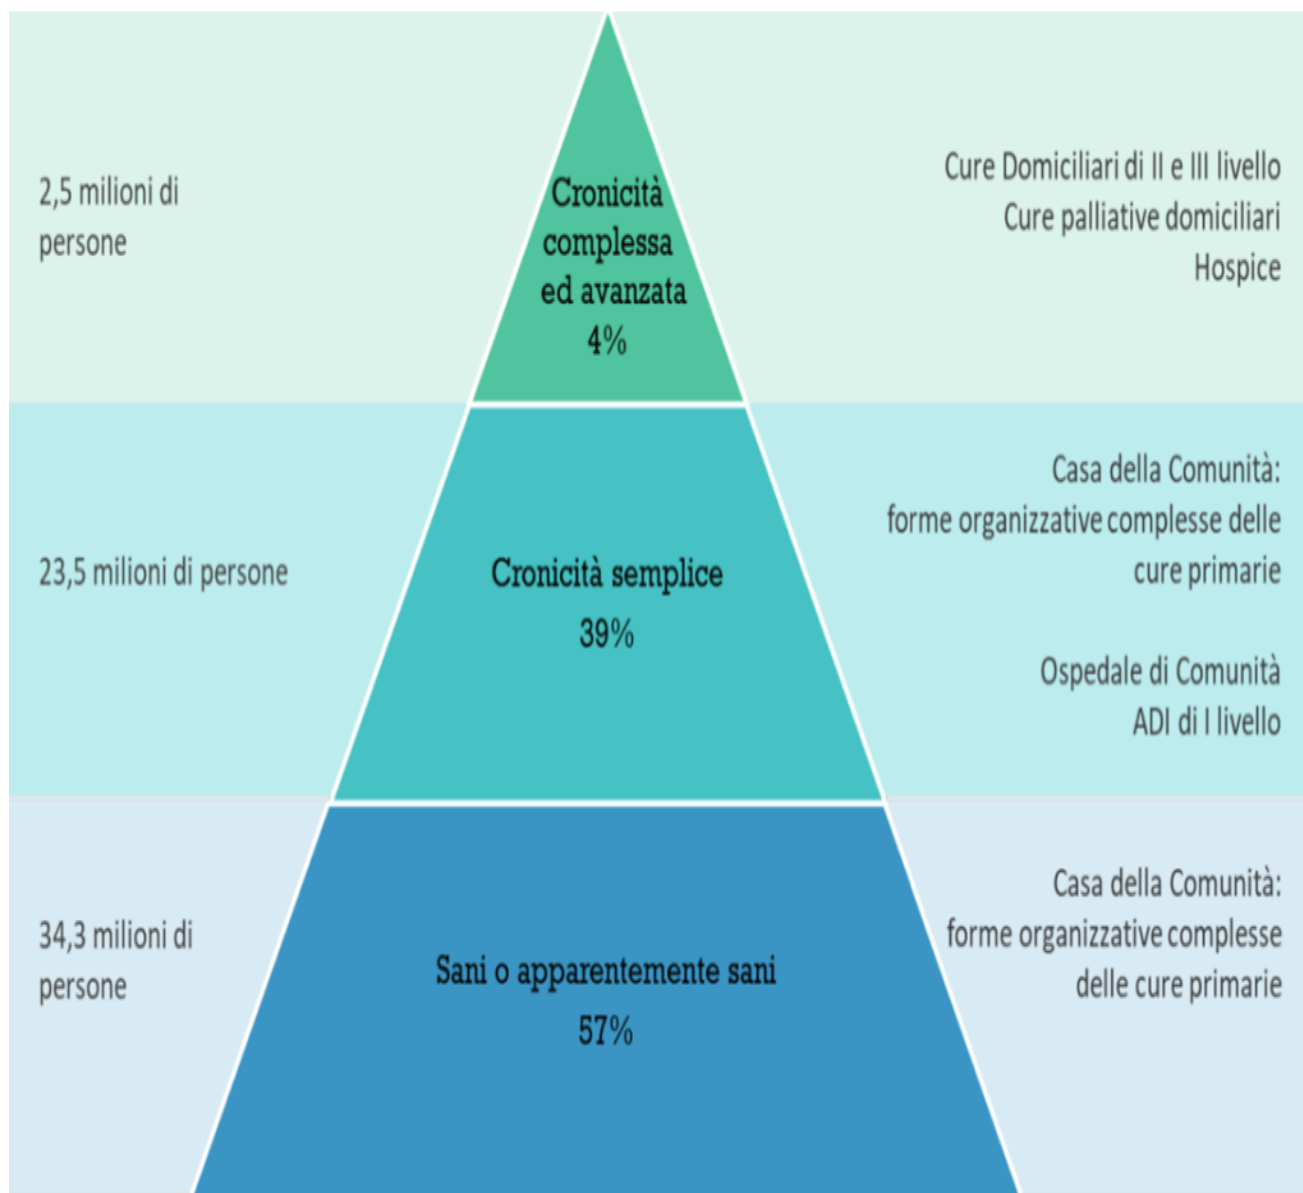 2,5 milioni di
persone
Cronicità
complessa
ed avanzata
4%
Cure Domiciliari di II e III livello
Cure palliative domiciliari
Hospice
23,5 milioni di persone
Cronicità semplice
39%
Casa della Comunità:
forme organizzative complesse delle
cure primarie
Ospedale di Comunità
ADI di I livello
34,3 milioni di
persone
Sani o apparentemente sani
57%
Casa della Comunità:
forme organizzative complesse
delle cure primarie